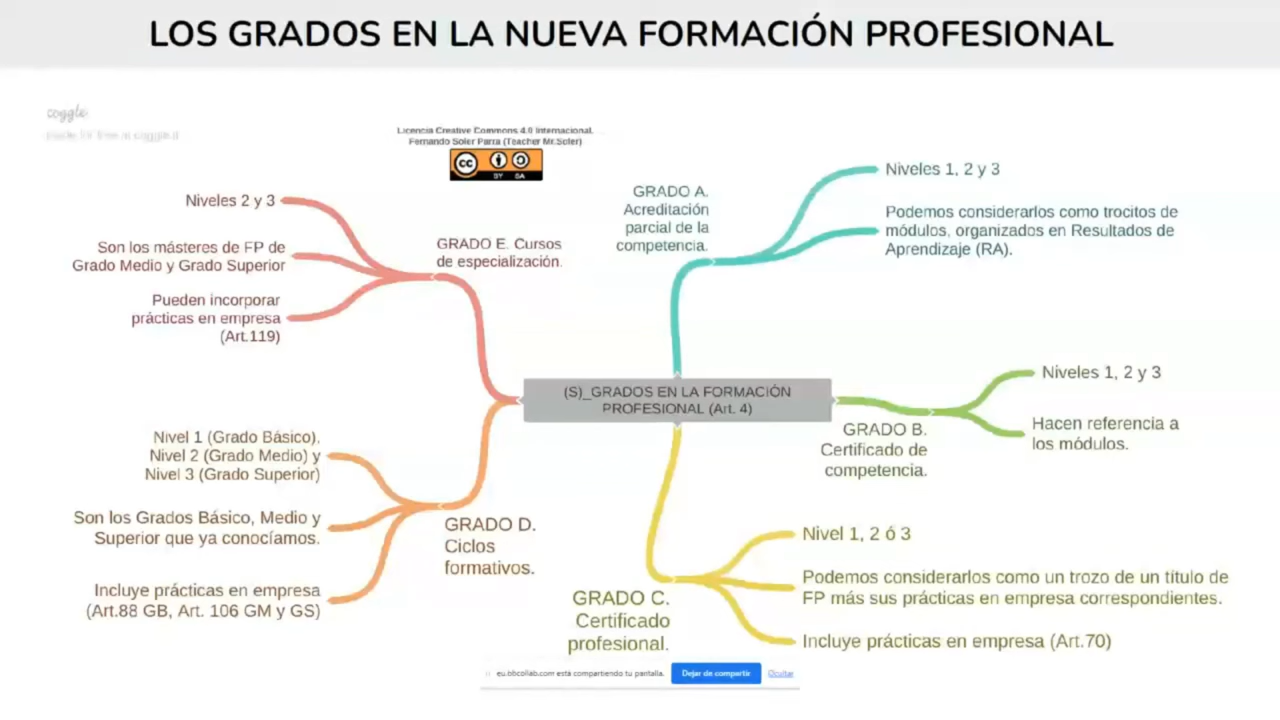 LOS GRADOS EN LA NUEVA FORMACIÓN PROFESIONAL
coggle
Licencia Creative Commons 4.0 Internacional.
Fernando Soler Parra (Teacher Mr.Soler)
cc
BY SA
Niveles 2 y 3
Son los másteres de FP de
Grado Medio y Grado Superior
Pueden incorporar
prácticas en empresa
(Art.119)
GRADO E. Cursos
de especialización.
GRADO A.
Acreditación
parcial de la
competencia.
Niveles 1, 2 y 3
Podemos considerarlos como trocitos de
módulos, organizados en Resultados de
Aprendizaje (RA).
(S)_GRADOS EN LA FORMACIÓN
PROFESIONAL (Art. 4)
Niveles 1, 2 y 3
Hacen referencia a
los módulos.
GRADO B.
Certificado de
competencia.
Nivel 1 (Grado Básico),
Nivel 2 (Grado Medio) y
Nivel 3 (Grado Superior)
Son los Grados Básico, Medio y
Superior que ya conocíamos.
Incluye prácticas en empresa
(Art.88 GB, Art. 106 GM y GS)
GRADO D.
Ciclos
formativos.
GRADO C.
Certificado
profesional.
Nivel 1, 2 ó 3
Podemos considerarlos como un trozo de un título de
FP más sus prácticas en empresa correspondientes.
Incluye prácticas en empresa (Art.70)
eu.bbcollab.com está compartiendo tu pantalla.
Dejar de compartir
Ocultar